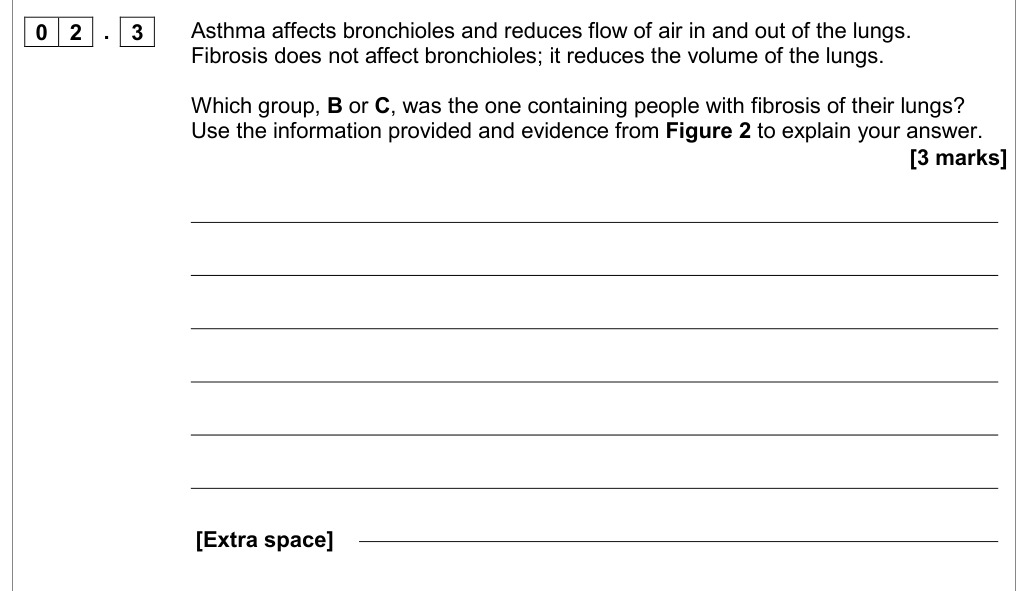 0 2 . 3 Asthma affects bronchioles and reduces flow of air in and out of the lungs.
Fibrosis does not affect bronchioles; it reduces the volume of the lungs.
Which group, B or C, was the one containing people with fibrosis of their lungs?
Use the information provided and evidence from Figure 2 to explain your answer.
[3 marks]
[Extra space]